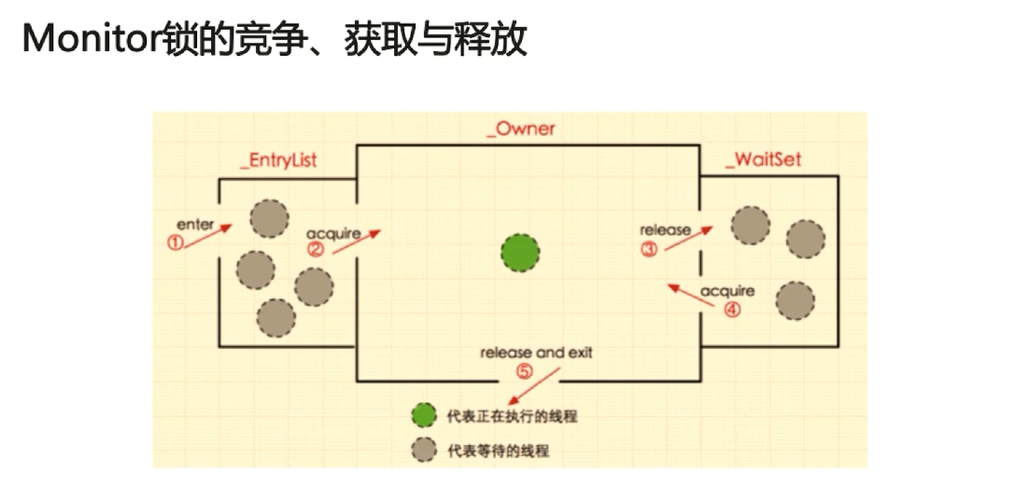 Monitor锁的竞争、获取与释放
_Owner
_EntryList
_WaitSet
enter
①
acquire
②
release
③
acquire
④
release and exit
⑤
代表正在执行的线程
代表等待的线程